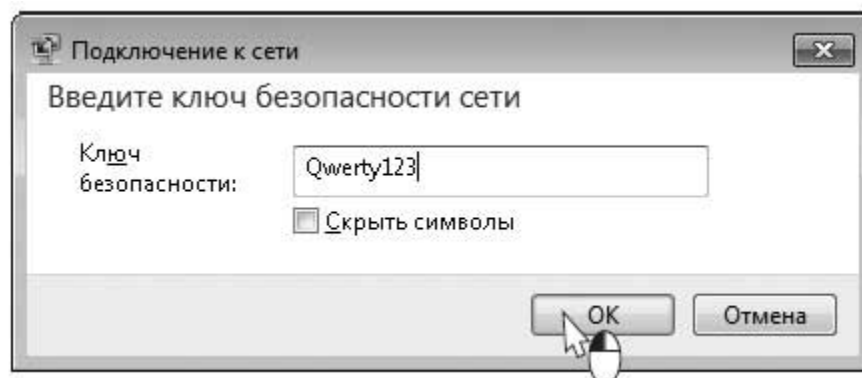 Подключение к сети
Введите ключ безопасности сети
Ключ
безопасности:
Qwerty123
Скрыть символы
OK
Отмена